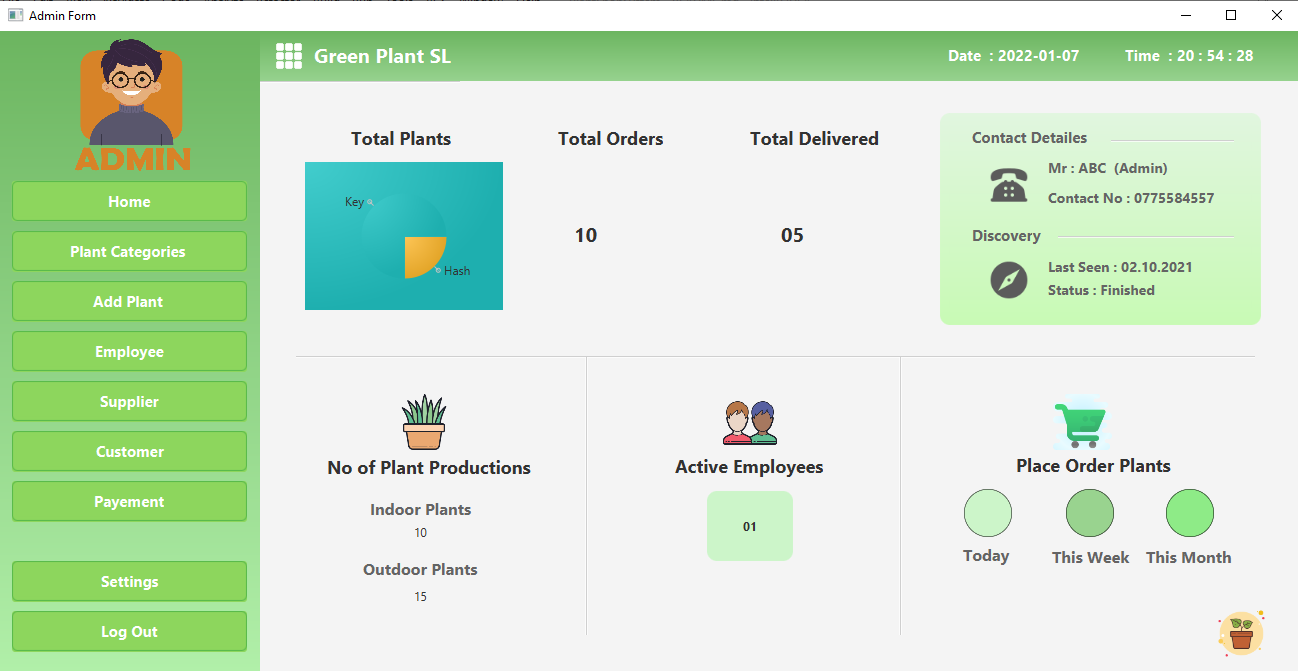 Admin Form
Green Plant SL
Date : 2022-01-07
Time : 20 : 54 : 28
ADMIN
Home
Plant Categories
Add Plant
Employee
Supplier
Customer
Payement
Settings
Log Out
Total Plants
Key
Hash
Total Orders
10
Total Delivered
05
Contact Detailes
Mr : ABC (Admin)
Contact No : 0775584557
Discovery
Last Seen : 02.10.2021
Status : Finished
No of Plant Productions
Indoor Plants
10
Outdoor Plants
15
Active Employees
01
Place Order Plants
Today
This Week
This Month